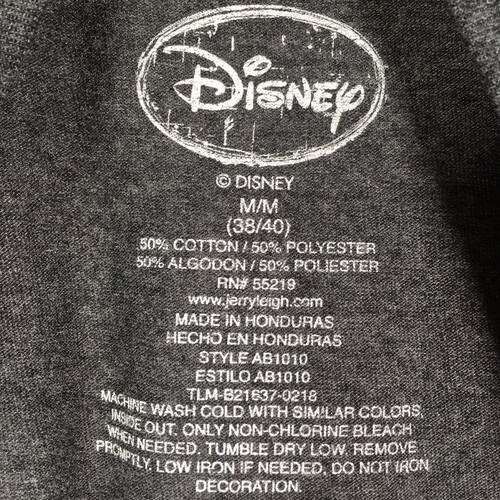 Disney
© DISNEY
M/M
(38/40)
50% COTTON / 50% POLYESTER
50% ALGODON / 50% POLIESTER
RN# 55219
www.jerryleigh.com
MADE IN HONDURAS
HECHO EN HONDURAS
STYLE AB1010
ESTILO AB1010
TLM-B21637-0218
MACHINE WASH COLD WITH SIMILAR COLORS,
INSIDE OUT. ONLY NON-CHLORINE BLEACH
WHEN NEEDED. TUMBLE DRY LOW. REMOVE
PROMPTLY. LOW IRON IF NEEDED. DO NOT IRON
DECORATION.